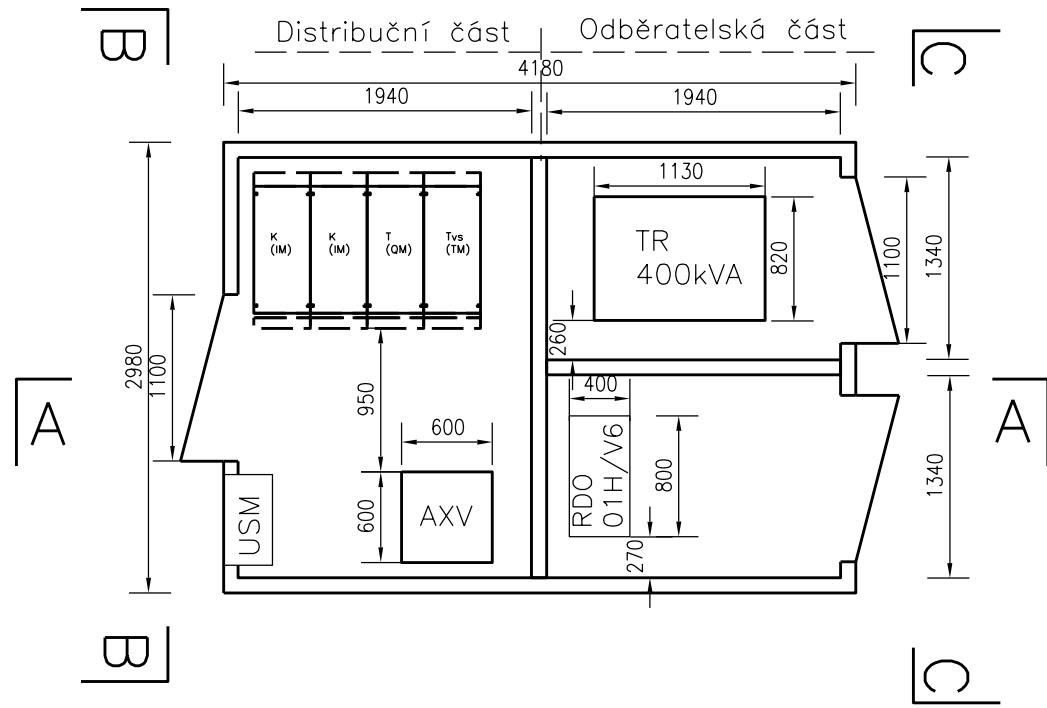 Distribuční část
Odběratelská část
B
C
4180
1940
1940
1130
K
(IM)
K
(IM)
T
(QM)
Tvs
(TM)
TR
400kVA
820
1100
1340
260
2980
1100
950
400
A
A
600
RDO
01H/V6
800
1340
600
AXV
USM
270
B
C